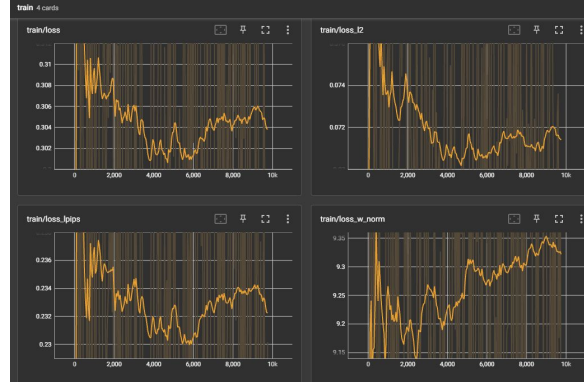 train 4 cards
train/loss
0.31
0.308
0.306
0.304
0.302
0 2,000 4,000 6,000 8,000 10k
train/loss_l2
0.074
0.072
0 2,000 4,000 6,000 8,000 10k
train/loss_lpips
0.236
0.234
0.232
0.23
0 2,000 4,000 6,000 8,000 10k
train/loss_w_norm
9.35
9.3
9.25
9.2
9.15
0 2,000 4,000 6,000 8,000 10k